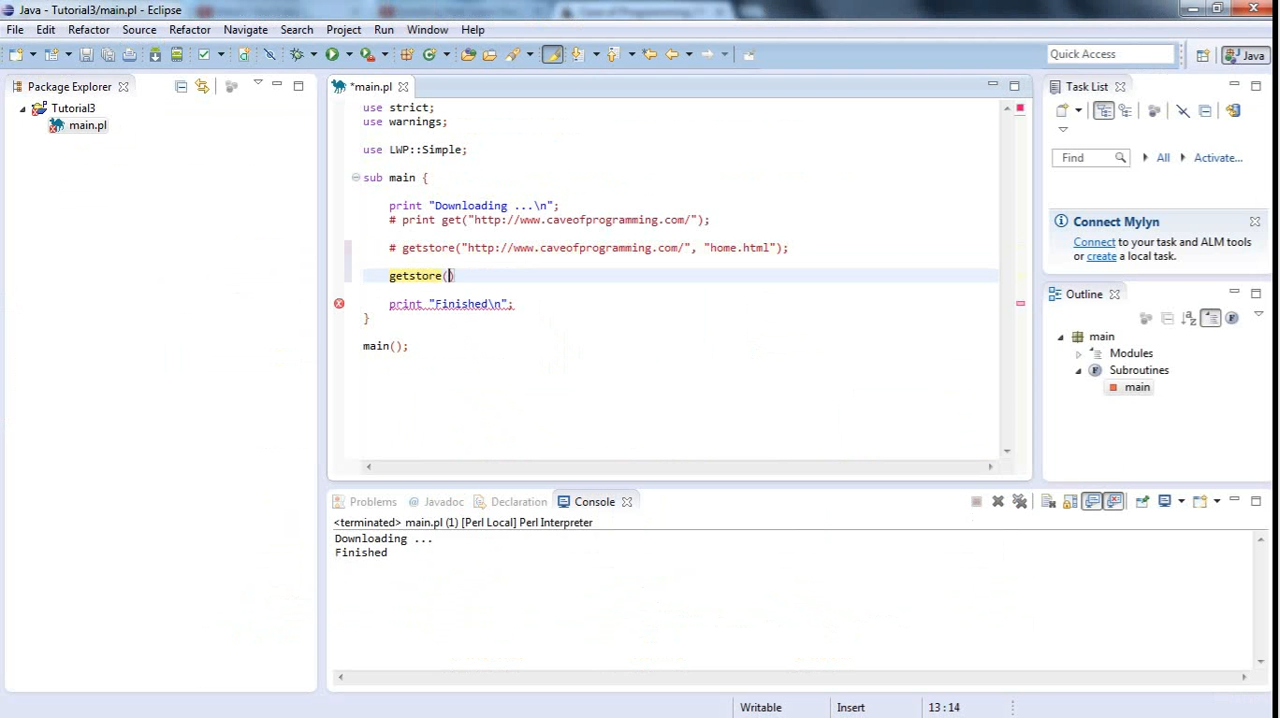 Java - Tutorial3/main.pl - Eclipse
File Edit Refactor Source Refactor Navigate Search Project Run Window Help
Quick Access Java
Package Explorer
Tutorial3
main.pl
*main.pl
use strict;
use warnings;
use LWP::Simple;
sub main {
print "Downloading ...\n";
# print get("http://www.caveofprogramming.com/");
# getstore("http://www.caveofprogramming.com/", "home.html");
getstore()
print "Finished\n";
}
main();
Task List
Find All Activate...
Connect Mylyn
Connect to your task and ALM tools
or create a local task.
Outline
main
Modules
Subroutines
main
Problems @ Javadoc Declaration Console
<terminated> main.pl (1) [Perl Local] Perl Interpreter
Downloading ...
Finished
Writable Insert 13:14